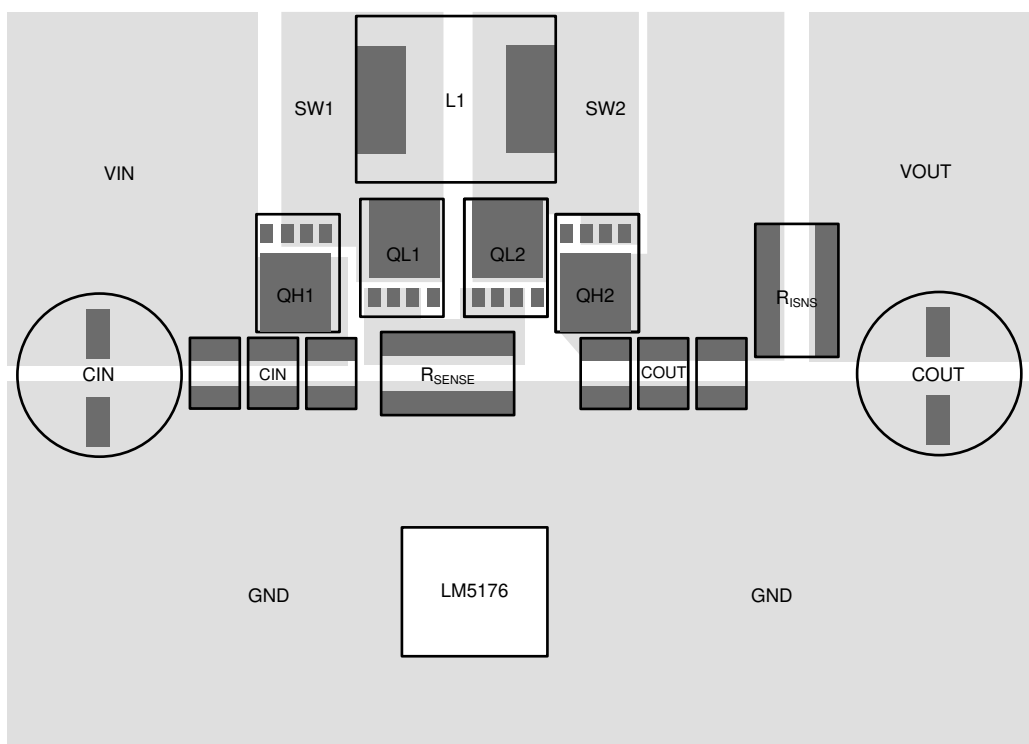 L1
SW1
SW2
VIN
VOUT
QL1
QL2
QH1
QH2
RISNS
CIN
CIN
RSENSE
COUT
COUT
LM5176
GND
GND